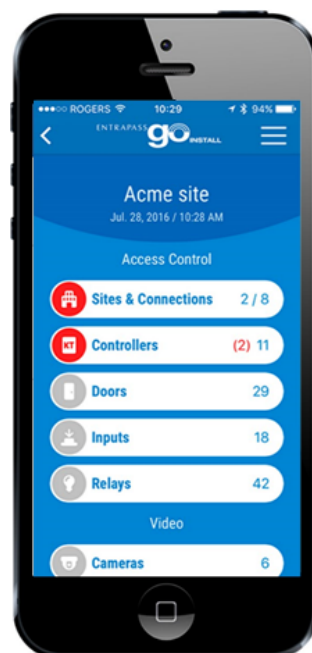 ●●●○○ ROGERS 10:29 94%
ENTRAPASS go INSTALL
Acme site
Jul. 28, 2016 / 10:28 AM
Access Control
Sites & Connections 2 / 8
KT Controllers (2) 11
Doors 29
Inputs 18
Relays 42
Video
Cameras 6